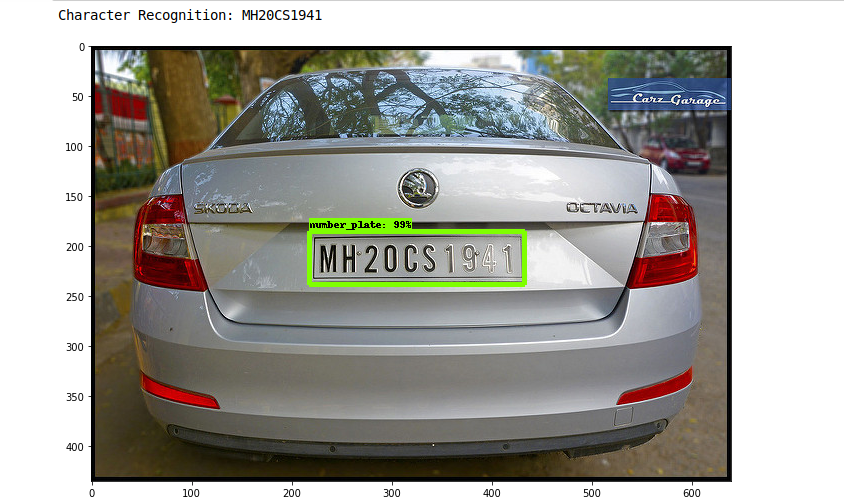 Character Recognition: MH20CS1941
0
50
100
150
200
250
300
350
400
Carz Garage
SKODA
OCTAVIA
number_plate: 99%
MH20CS1941
0
100
200
300
400
500
600